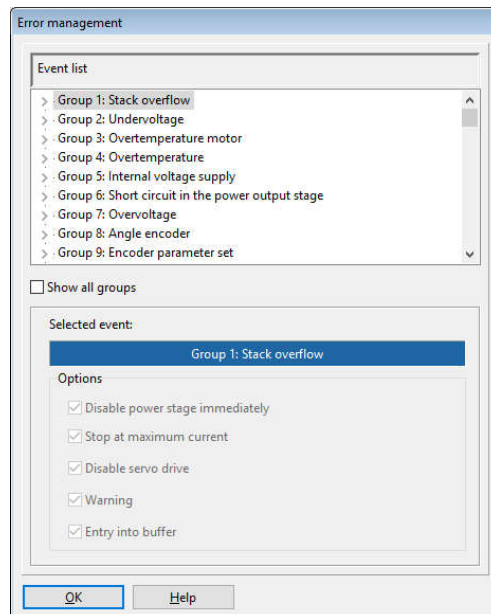 Error management
Event list
Group 1: Stack overflow
Group 2: Undervoltage
Group 3: Overtemperature motor
Group 4: Overtemperature
Group 5: Internal voltage supply
Group 6: Short circuit in the power output stage
Group 7: Overvoltage
Group 8: Angle encoder
Group 9: Encoder parameter set
Show all groups
Selected event:
Group 1: Stack overflow
Options
Disable power stage immediately
Stop at maximum current
Disable servo drive
Warning
Entry into buffer
OK
Help